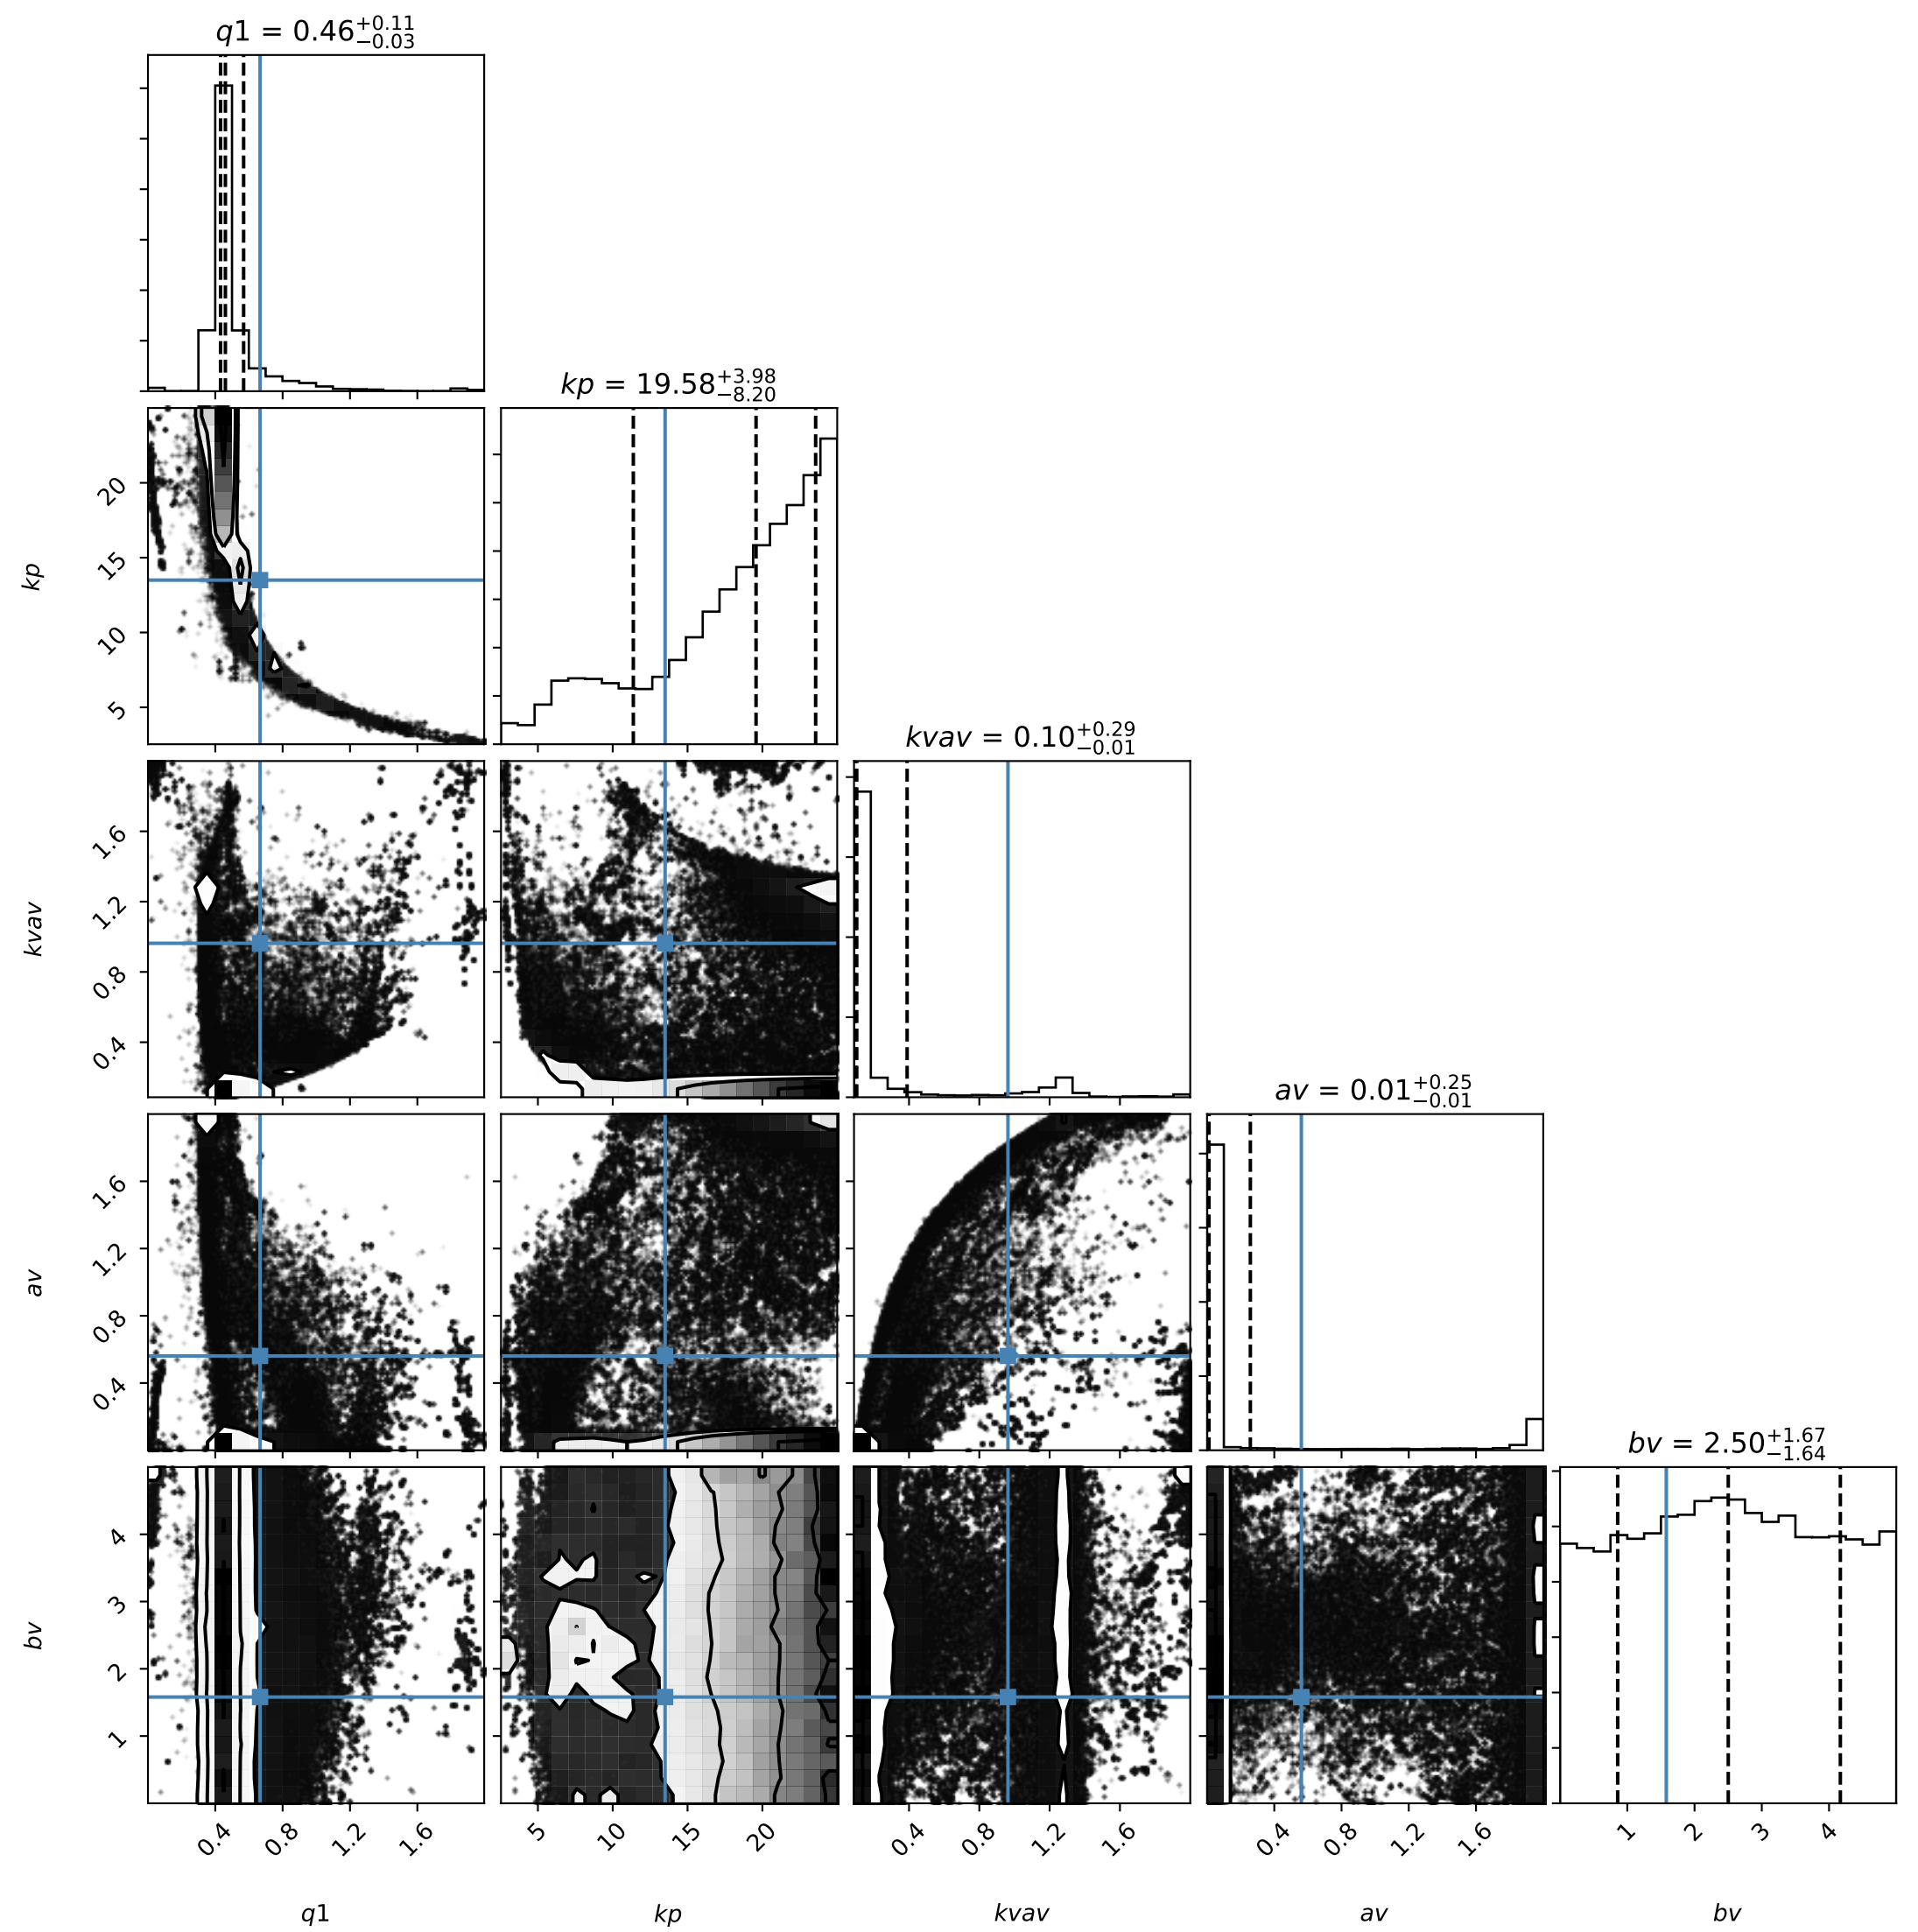 q1 = 0.46+0.11−0.03
kp = 19.58+3.98−8.20
kp
20
15
10
5
kvav = 0.10+0.29−0.01
kvav
1.6
1.2
0.8
0.4
av = 0.01+0.25−0.01
av
1.6
1.2
0.8
0.4
bv = 2.50+1.67−1.64
bv
4
3
2
1
0.4 0.8 1.2 1.6 5 10 15 20 0.4 0.8 1.2 1.6 0.4 0.8 1.2 1.6 1 2 3 4
q1 kp kvav av bv